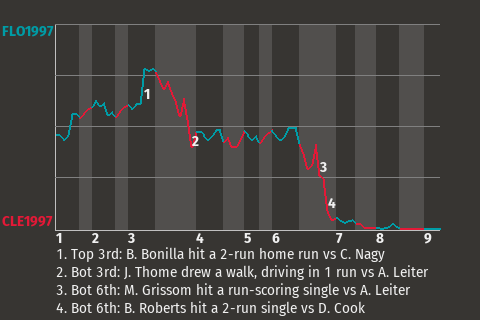 FLO1997
1
2
3
4
CLE1997
1 2 3 4 5 6 7 8 9
1. Top 3rd: B. Bonilla hit a 2-run home run vs C. Nagy
2. Bot 3rd: J. Thome drew a walk, driving in 1 run vs A. Leiter
3. Bot 6th: M. Grissom hit a run-scoring single vs A. Leiter
4. Bot 6th: B. Roberts hit a 2-run single vs D. Cook